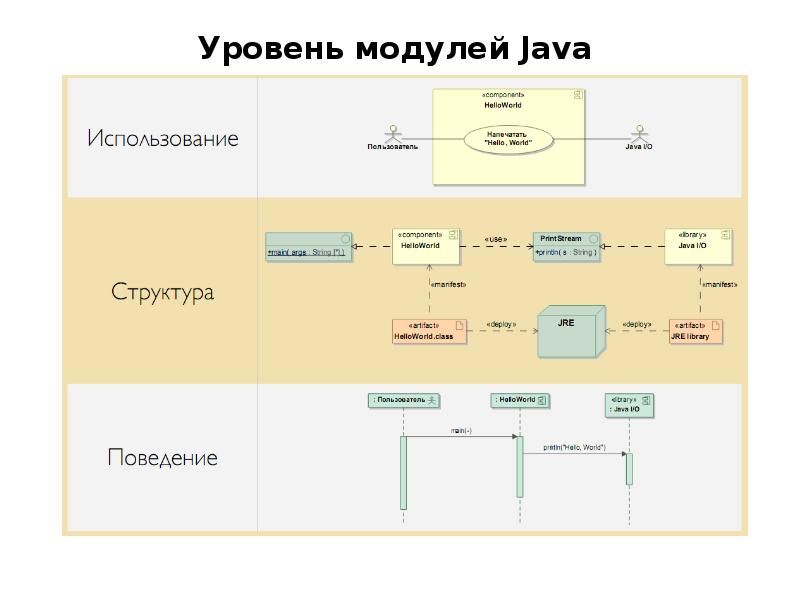 Уровень модулей Java
Использование
«component»
HelloWorld
Напечатать
"Hello, World"
Пользователь
Java I/O
Структура
+main( args : String [*] )
«component»
HelloWorld
«use»
PrintStream
+println( s : String )
«library»
Java I/O
«manifest»
«manifest»
«artifact»
HelloWorld.class
«deploy»
JRE
«deploy»
«artifact»
JRE library
Поведение
: Пользователь
: HelloWorld
«library»
: Java I/O
main(-)
println("Hello, World")